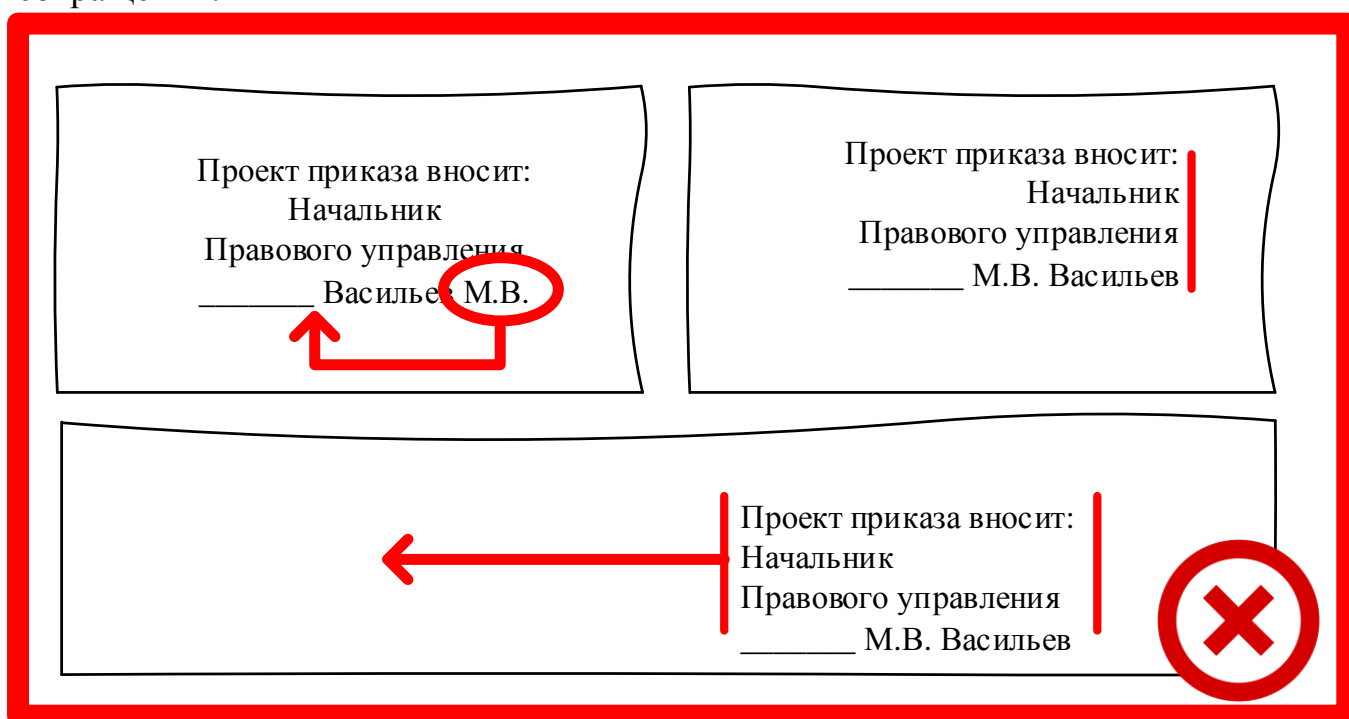 Проект приказа вносит:
Начальник
Правового управления
_______ Васильев М.В.
Проект приказа вносит:
Начальник
Правового управления
_______ М.В. Васильев
Проект приказа вносит:
Начальник
Правового управления
_______ М.В. Васильев